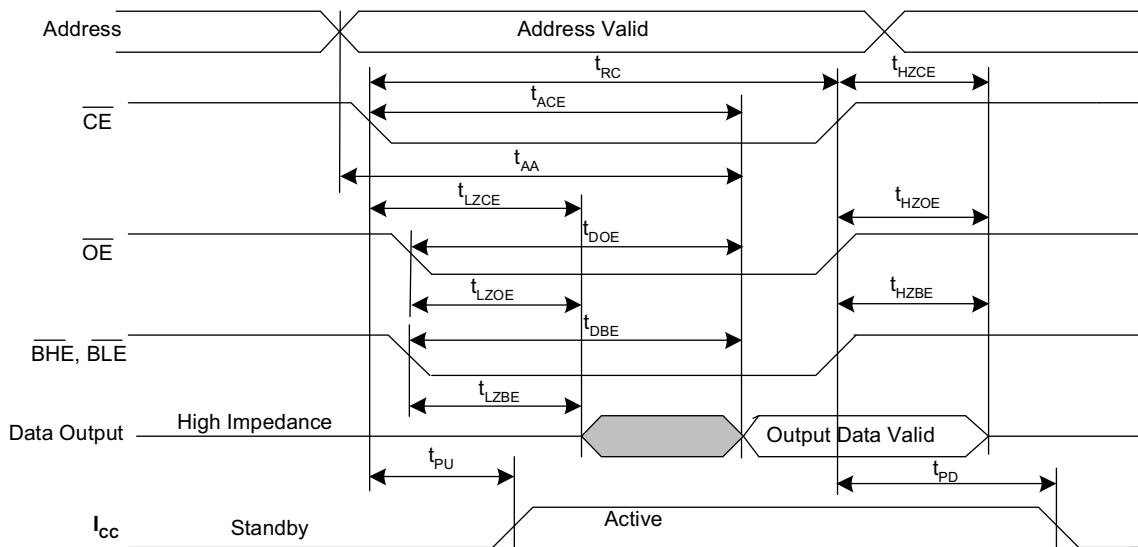 Address
Address Valid
tRC
tHZCE
tACE
CE
tAA
tLZCE
tHZOE
tDOE
OE
tLZOE
tHZBE
tDBE
BHE, BLE
tLZBE
High Impedance
Data Output
Output Data Valid
tPU
tPD
ICC
Standby
Active